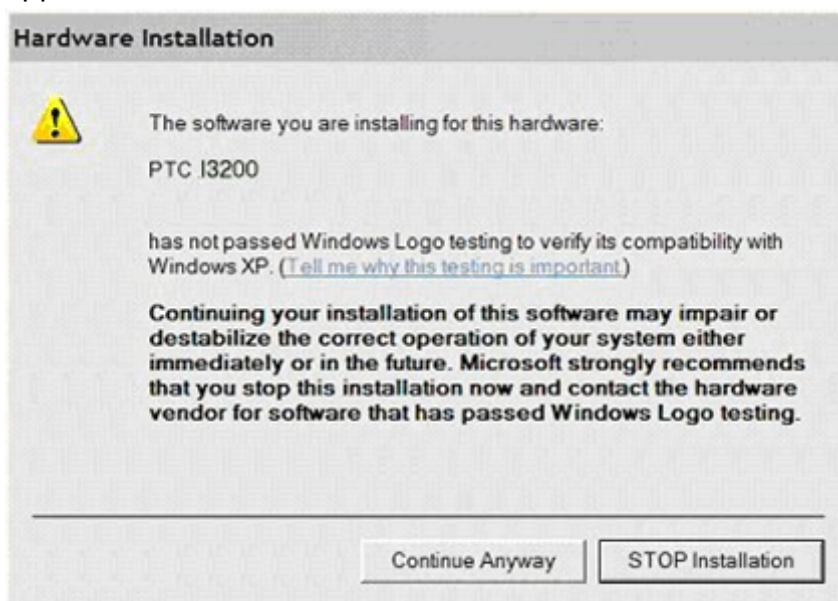 Hardware Installation
The software you are installing for this hardware:
PTC I3200
has not passed Windows Logo testing to verify its compatibility with
Windows XP. (Tell me why this testing is important.)
Continuing your installation of this software may impair or
destabilize the correct operation of your system either
immediately or in the future. Microsoft strongly recommends
that you stop this installation now and contact the hardware
vendor for software that has passed Windows Logo testing.
Continue Anyway
STOP Installation